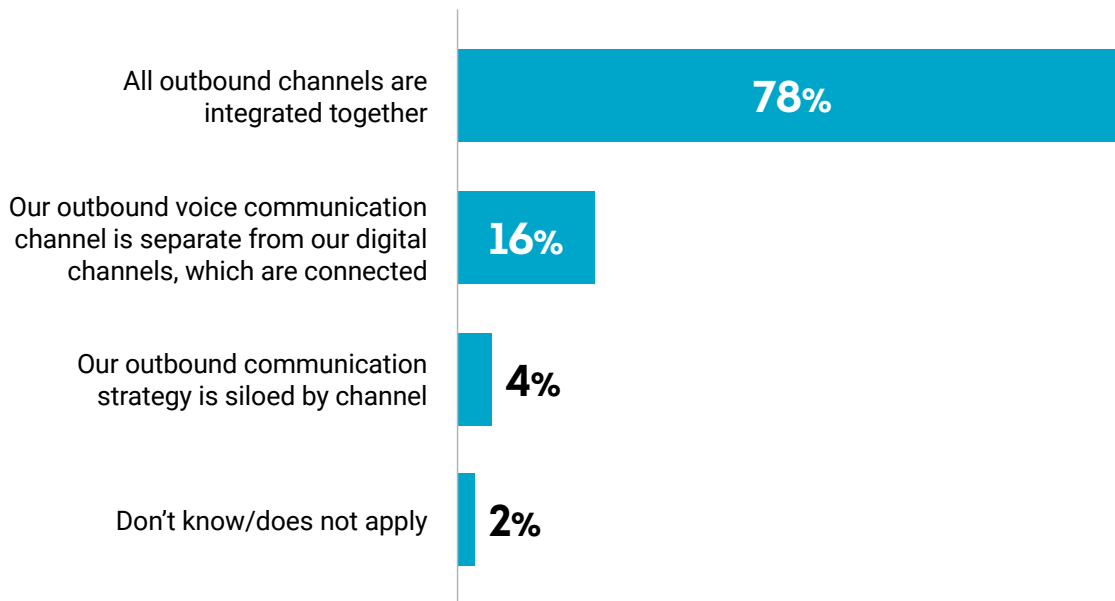 All outbound channels are
integrated together
78%
Our outbound voice communication
channel is separate from our digital
channels, which are connected
16%
Our outbound communication
strategy is siloed by channel
4%
Don’t know/does not apply
2%